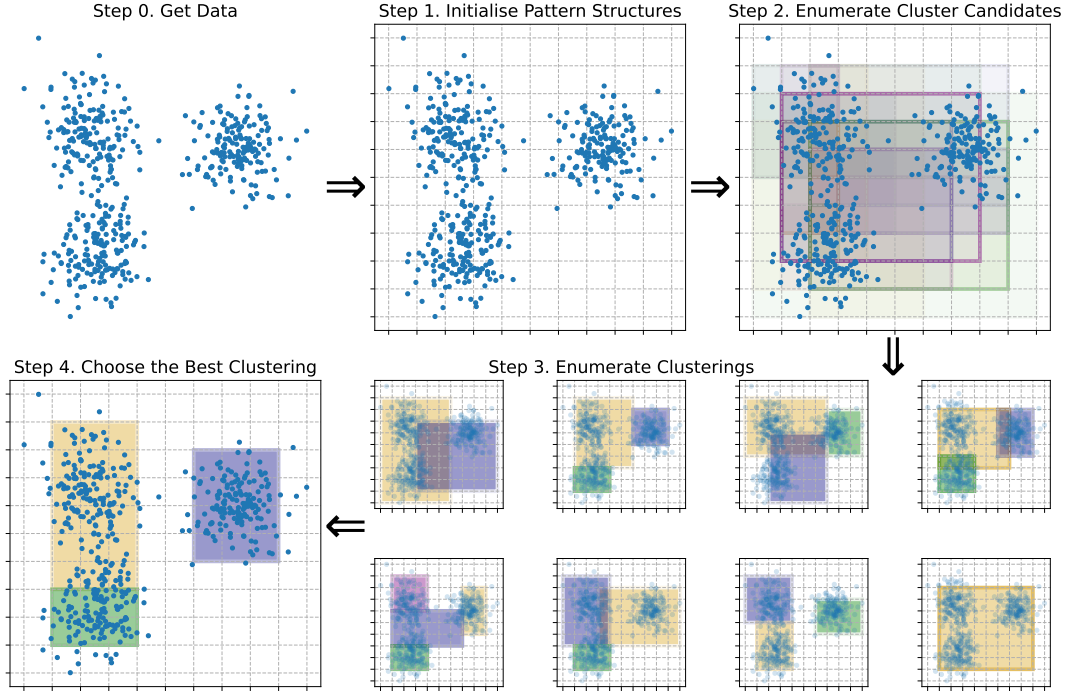 Step 0. Get Data
Step 1. Initialise Pattern Structures
Step 2. Enumerate Cluster Candidates
Step 4. Choose the Best Clustering
Step 3. Enumerate Clusterings